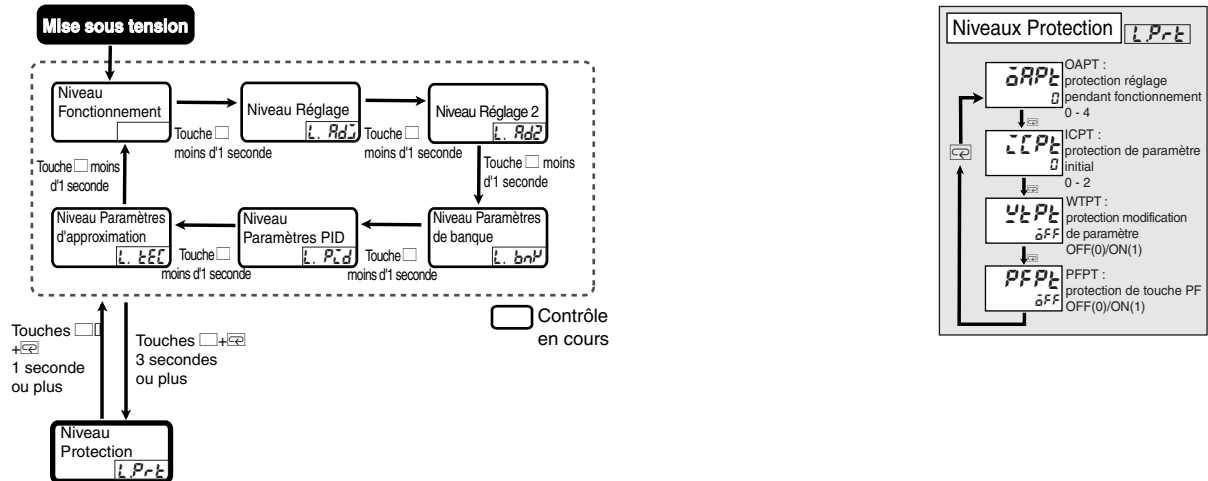 Mise sous tension
Niveau
Fonctionnement
Touche
moins d'1 seconde
Niveau Réglage
L. AdJ
Touche
moins d'1 seconde
Niveau Réglage 2
L. Ad2
Touche moins
d'1 seconde
Niveau Paramètres
de banque
L. bnK
Touche
moins d'1 seconde
Niveau
Paramètres PID
L. Pid
Touche
moins d'1 seconde
Niveau Paramètres
d'approximation
L. tEC
Touche moins
d'1 seconde
Touches
+
1 seconde
ou plus
Touches +
3 secondes
ou plus
Contrôle
en cours
Niveau
Protection
L.Prt
Niveaux Protection L.Prt
oAPt
0
OAPT :
protection réglage
pendant fonctionnement
0 - 4
iCPt
0
ICPT :
protection de paramètre
initial
0 - 2
WtPt
oFF
WTPT :
protection modification
de paramètre
OFF(0)/ON(1)
PFPt
oFF
PFPT :
protection de touche PF
OFF(0)/ON(1)